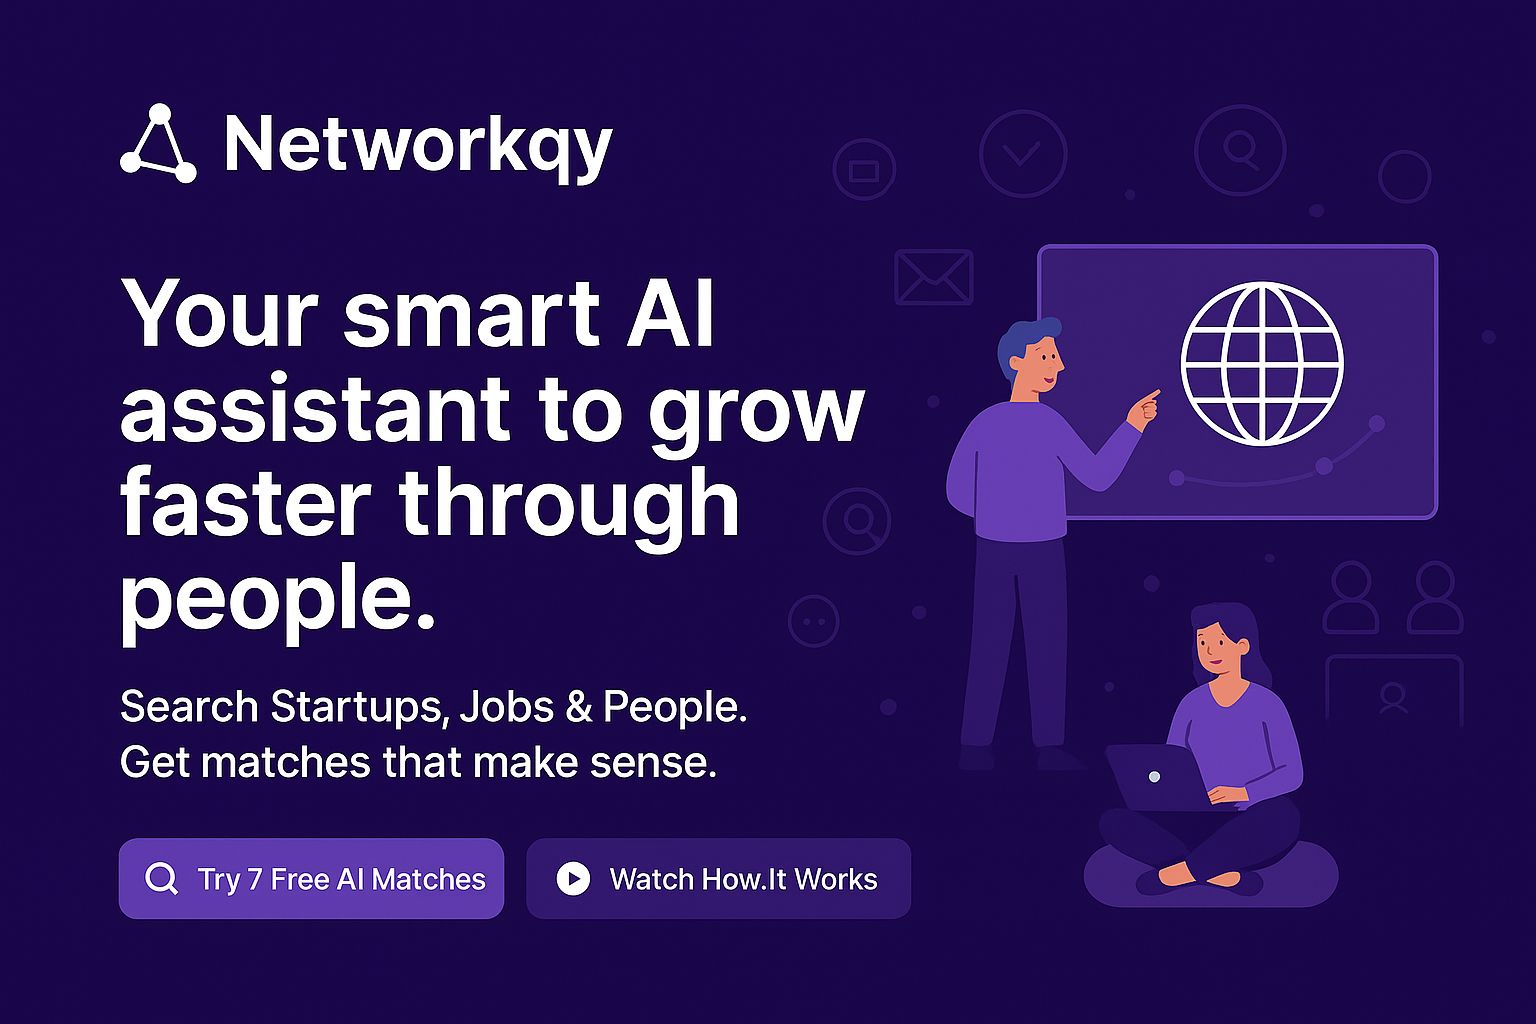 Networkqy
Your smart AI
assistant to grow
faster through
people.
Search Startups, Jobs & People.
Get matches that make sense.
Try 7 Free AI Matches
Watch How.It Works